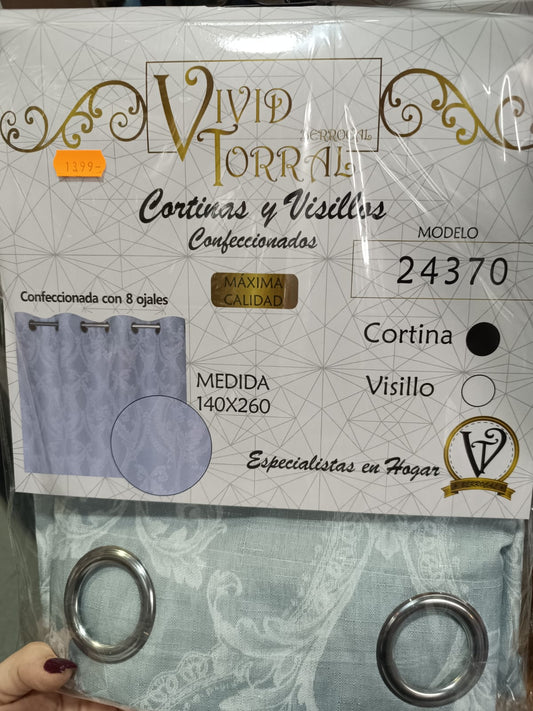 VIVID
BERROCAL
TORRAL
1399-
Cortinas y Visillos
Confeccionados
MODELO
24370
MÁXIMA
CALIDAD
Confeccionada con 8 ojales
Cortina
Visillo
MEDIDA
140X260
VT
Especialistas en Hogar